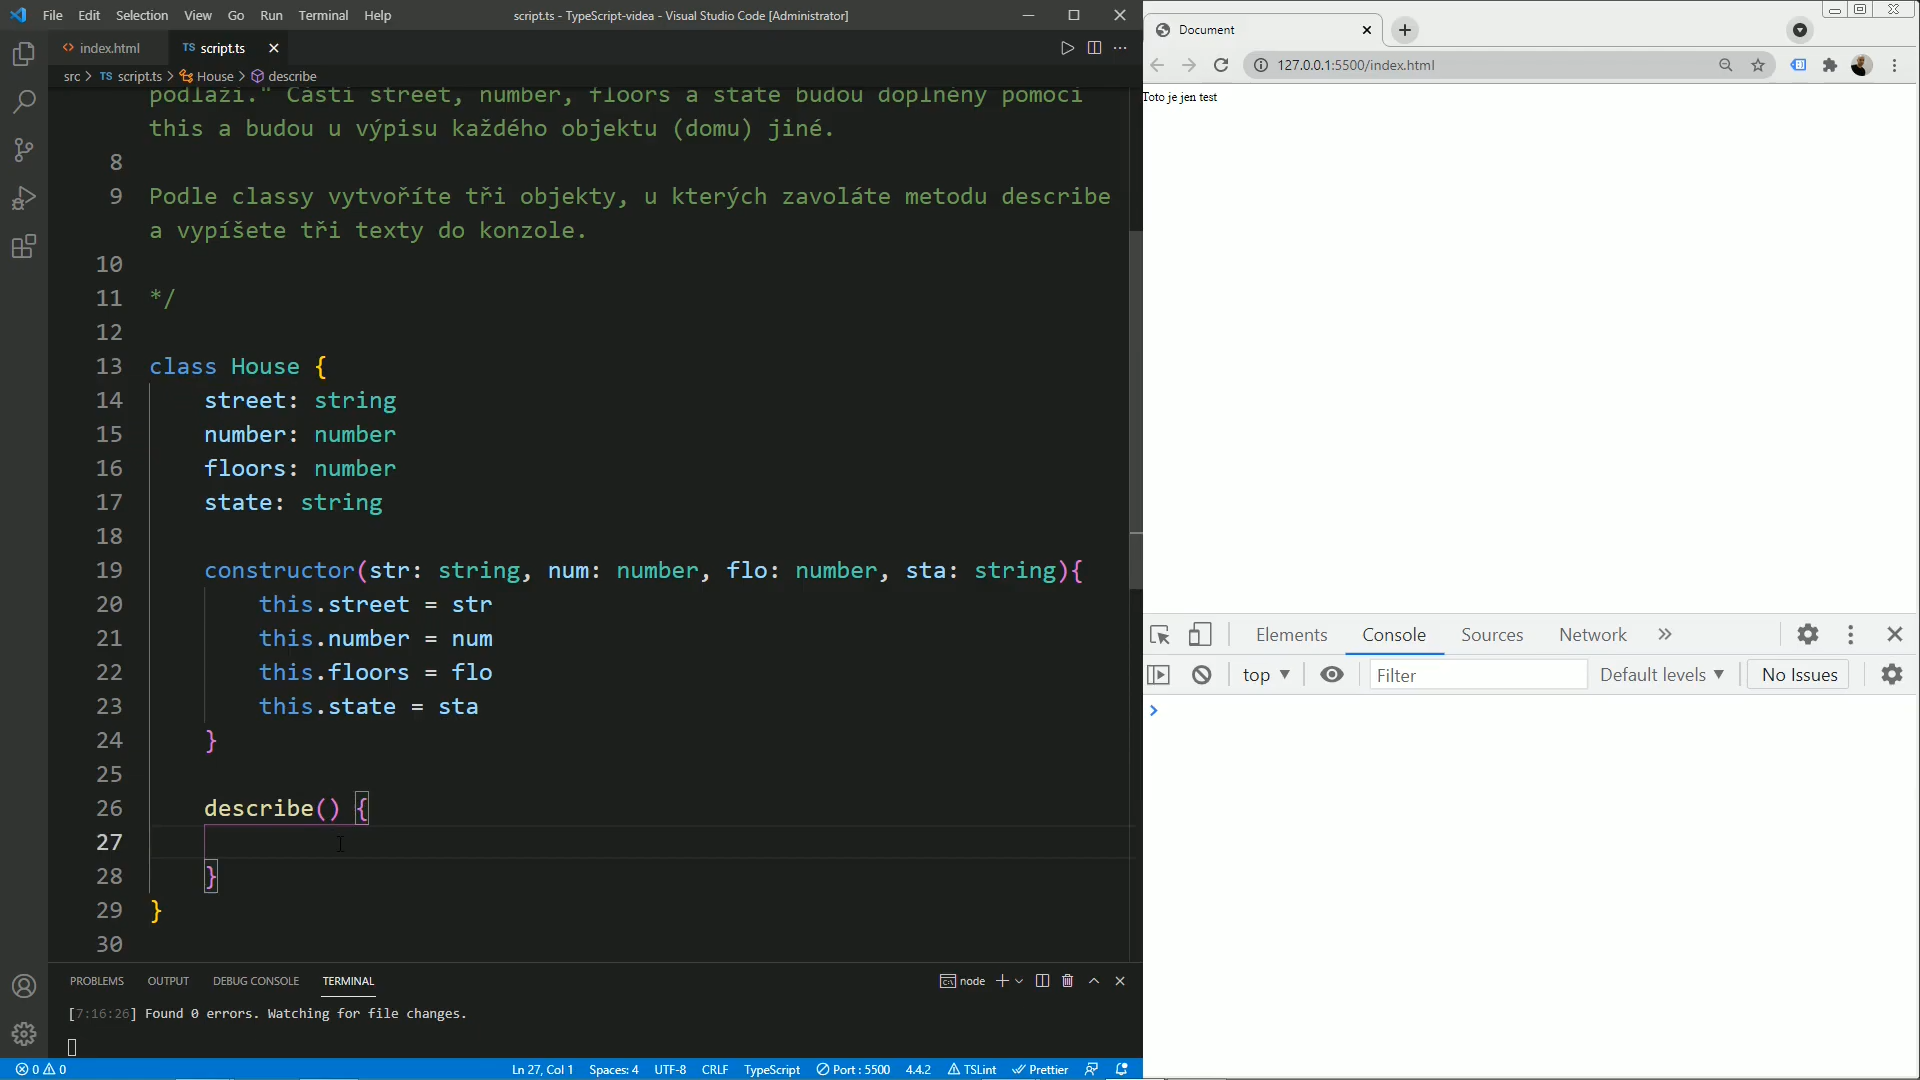 File Edit Selection View Go Run Terminal Help
script.ts - TypeScript-videa - Visual Studio Code [Administrator]
index.html
TS script.ts
src > TS script.ts > House > describe
podlaží." Části street, number, floors a state budou doplněny pomocí
this a budou u výpisu každého objektu (domu) jiné.
8
9 Podle classy vytvoříte tři objekty, u kterých zavoláte metodu describe
a vypíšete tři texty do konzole.
10
11 */
12
13 class House {
14 street: string
15 number: number
16 floors: number
17 state: string
18
19 constructor(str: string, num: number, flo: number, sta: string){
20 this.street = str
21 this.number = num
22 this.floors = flo
23 this.state = sta
24 }
25
26 describe() {
27
28 }
29 }
30
PROBLEMS OUTPUT DEBUG CONSOLE TERMINAL
node
[7:16:26] Found 0 errors. Watching for file changes.
0 0
Ln 27, Col 1 Spaces: 4 UTF-8 CRLF TypeScript Port : 5500 4.4.2 TSLint Prettier
Document
127.0.0.1:5500/index.html
Toto je jen test
Elements Console Sources Network
top Filter Default levels No Issues